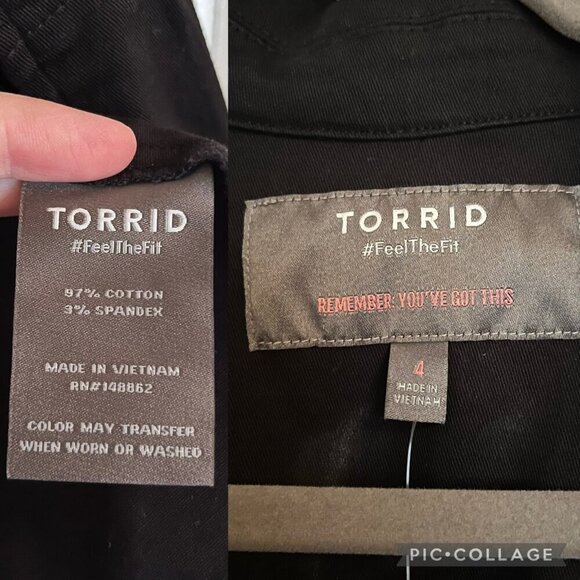 TORRID
#FeelTheFit
97% COTTON
3% SPANDEX
MADE IN VIETNAM
RN#148862
COLOR MAY TRANSFER
WHEN WORN OR WASHED
TORRID
#FeelTheFit
REMEMBER: YOU'VE GOT THIS
4
MADE IN
VIETNAM
PIC•COLLAGE